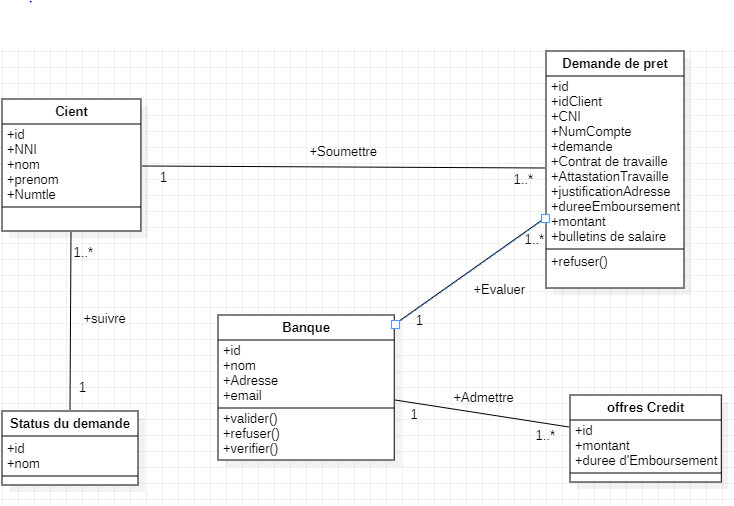 Demande de pret
+id
+idClient
+CNI
+NumCompte
+demande
+Contrat de travaille
+AttastationTravaille
+justificationAdresse
+dureeEmboursement
+montant
+bulletins de salaire
+refuser()
Cient
+id
+NNI
+nom
+prenom
+Numtle
+Soumettre
1
1..*
1..*
+suivre
1
1..*
+Evaluer
1
Banque
+id
+nom
+Adresse
+email
+valider()
+refuser()
+verifier()
+Admettre
1
1..*
offres Credit
+id
+montant
+duree d'Emboursement
Status du demande
+id
+nom